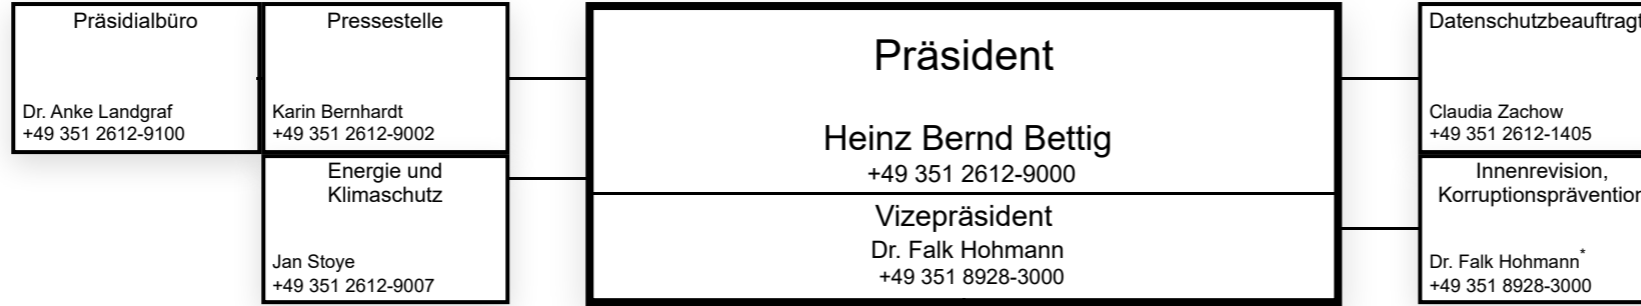 Präsidialbüro
Dr. Anke Landgraf
+49 351 2612-9100
Pressestelle
Karin Bernhardt
+49 351 2612-9002
Energie und
Klimaschutz
Jan Stoye
+49 351 2612-9007
Präsident
Heinz Bernd Bettig
+49 351 2612-9000
Vizepräsident
Dr. Falk Hohmann
+49 351 8928-3000
Datenschutzbeauftragt
Claudia Zachow
+49 351 2612-1405
Innenrevision,
Korruptionsprävention
Dr. Falk Hohmann*
+49 351 8928-3000